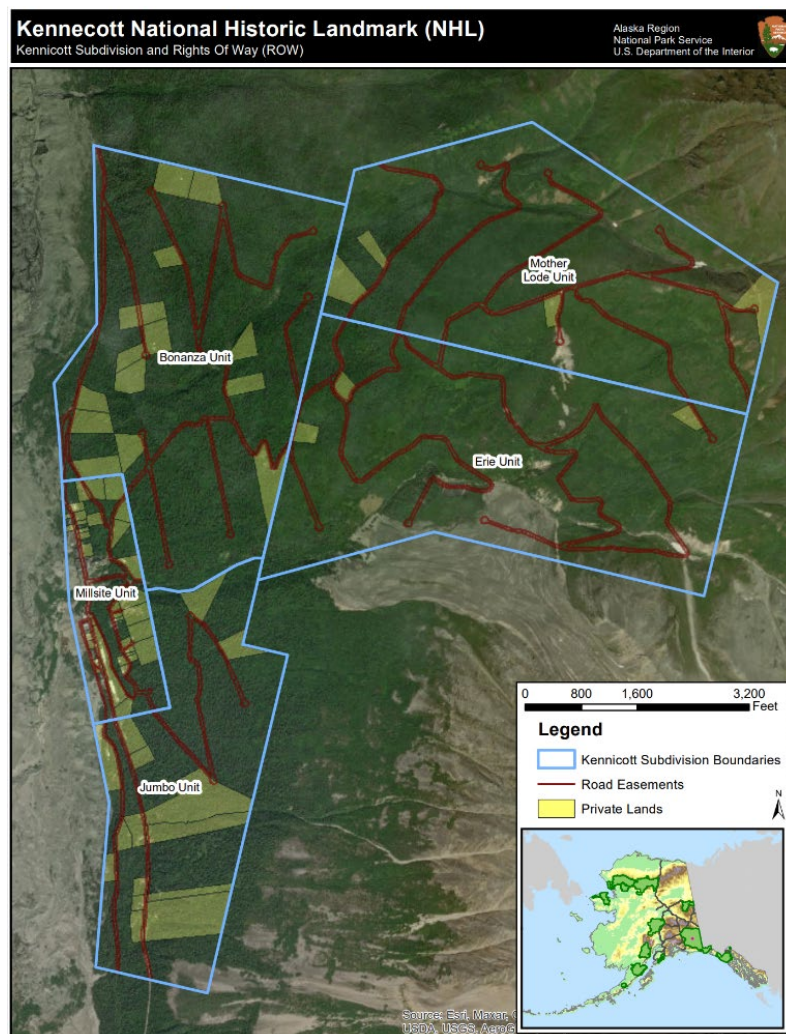 Kennecott National Historic Landmark (NHL)
Kennicott Subdivision and Rights Of Way (ROW)
Alaska Region
National Park Service
U.S. Department of the Interior
Mother
Lode Unit
Bonanza Unit
Erie Unit
Millsite Unit
Jumbo Unit
0 800 1,600 3,200
Feet
Legend
Kennicott Subdivision Boundaries
Road Easements
Private Lands
N
Source: Esri, Maxar,
USDA, USGS,